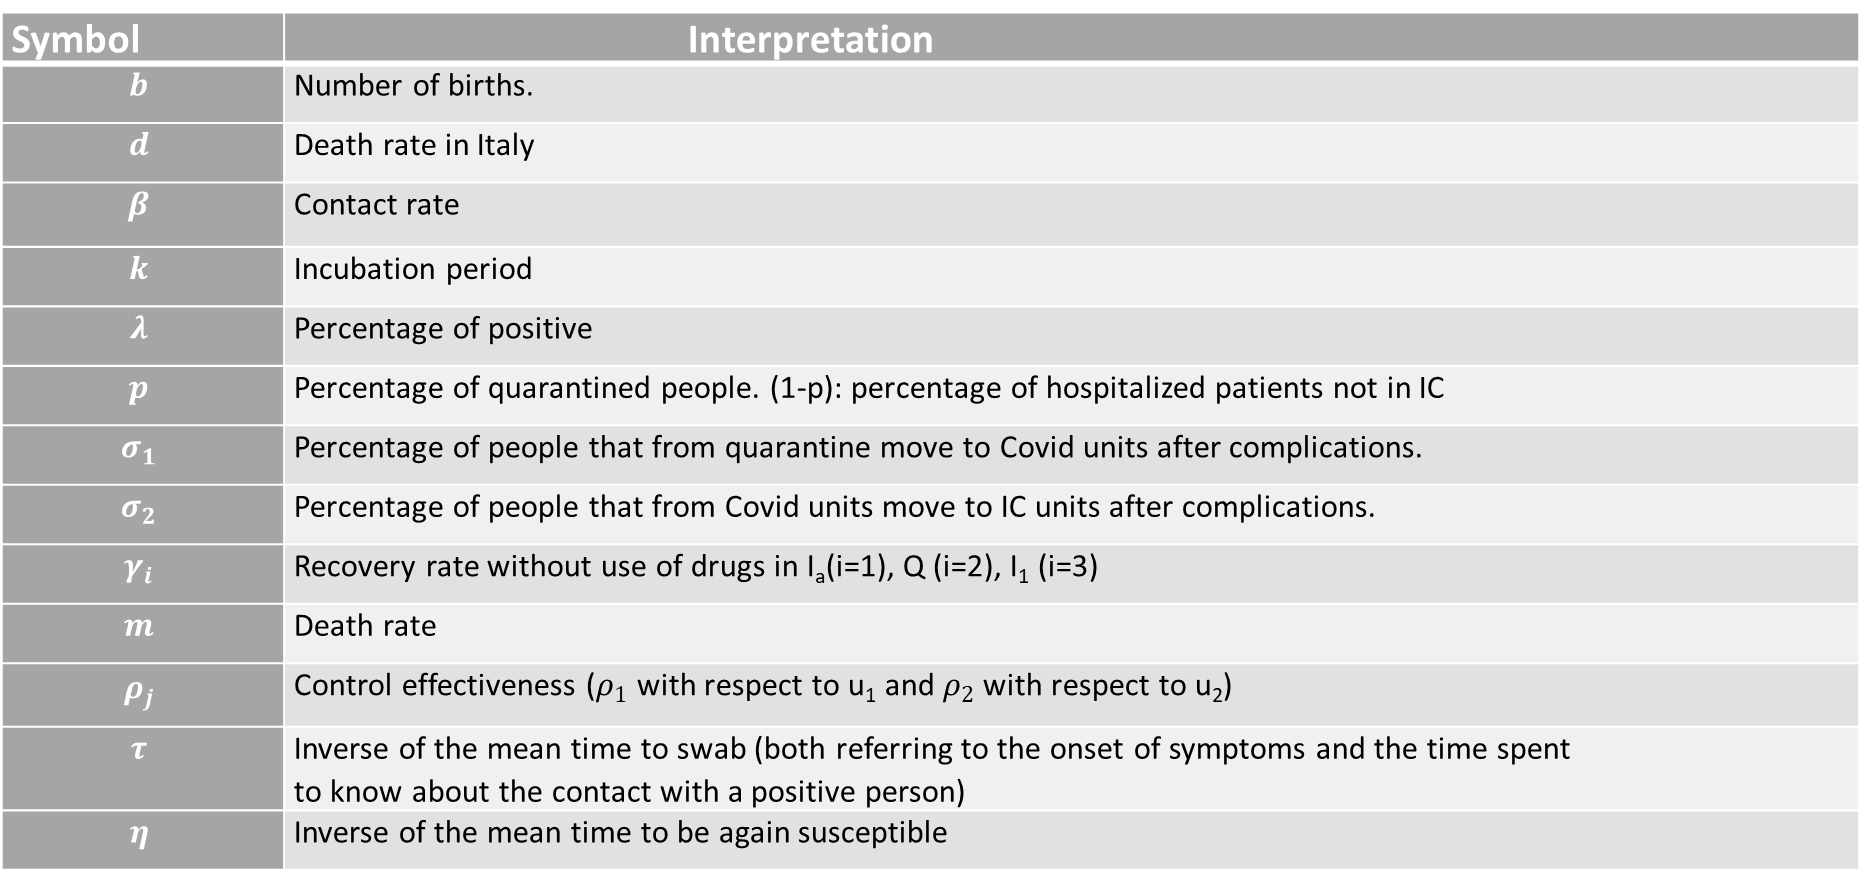 Symbol Interpretation
b Number of births.
d Death rate in Italy
β Contact rate
k Incubation period
λ Percentage of positive
p Percentage of quarantined people. (1-p): percentage of hospitalized patients not in IC
σ₁ Percentage of people that from quarantine move to Covid units after complications.
σ₂ Percentage of people that from Covid units move to IC units after complications.
γᵢ Recovery rate without use of drugs in Iₐ(i=1), Q (i=2), I₁ (i=3)
m Death rate
ρⱼ Control effectiveness (ρ₁ with respect to u₁ and ρ₂ with respect to u₂)
τ Inverse of the mean time to swab (both referring to the onset of symptoms and the time spent
to know about the contact with a positive person)
η Inverse of the mean time to be again susceptible